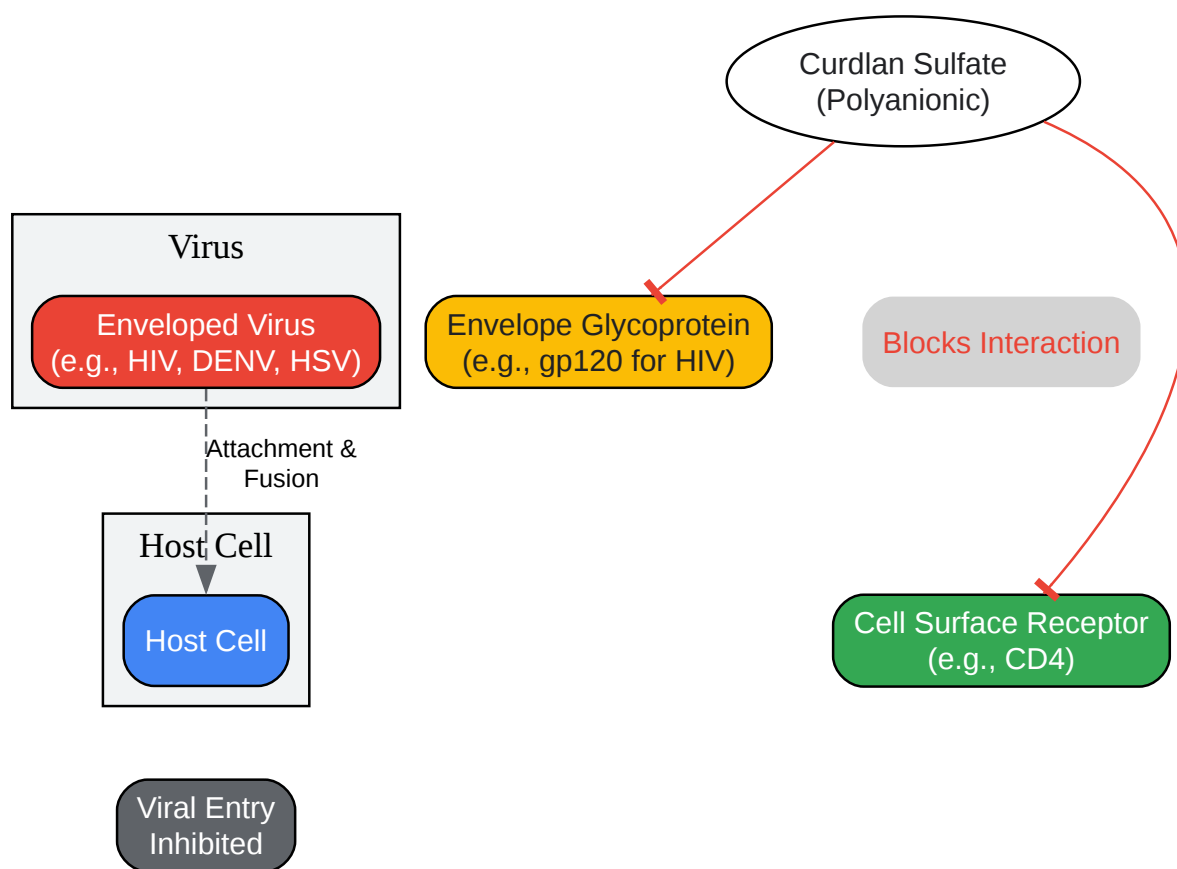 Curdlan Sulfate
(Polyanionic)
Virus
Enveloped Virus
(e.g., HIV, DENV, HSV)
Envelope Glycoprotein
(e.g., gp120 for HIV)
Blocks Interaction
Attachment &
Fusion
Host Cell
Host Cell
Cell Surface Receptor
(e.g., CD4)
Viral Entry
Inhibited